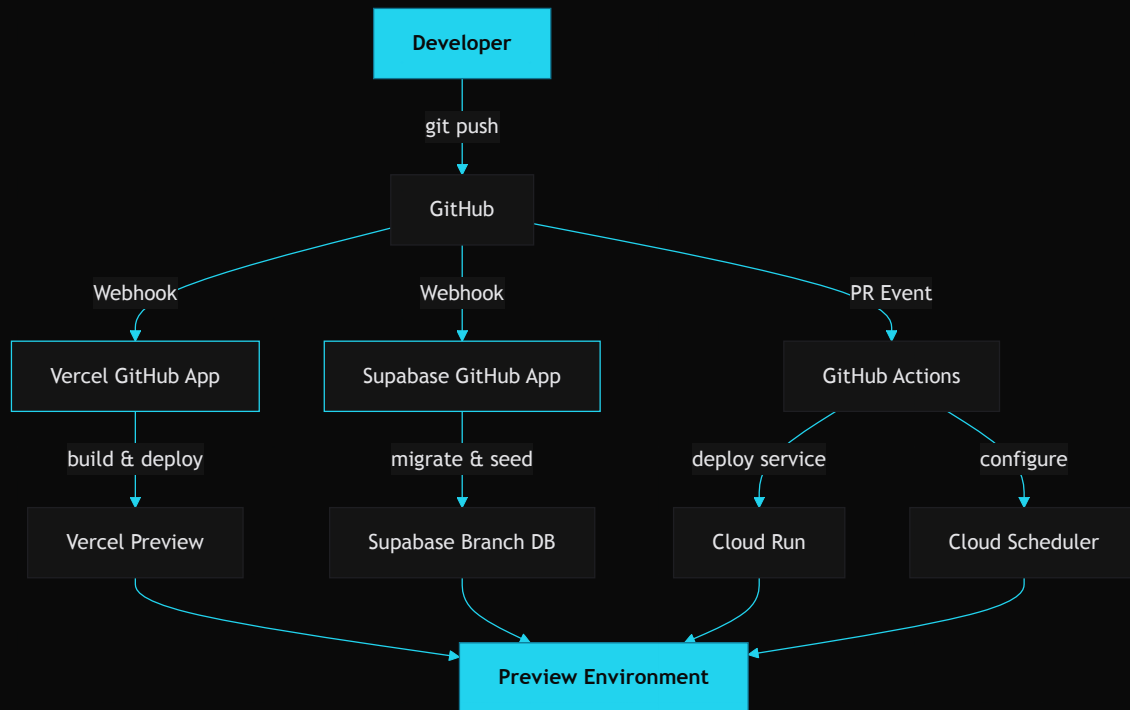 Developer
git push
GitHub
Webhook
Webhook
PR Event
Vercel GitHub App
Supabase GitHub App
GitHub Actions
build & deploy
migrate & seed
deploy service
configure
Vercel Preview
Supabase Branch DB
Cloud Run
Cloud Scheduler
Preview Environment